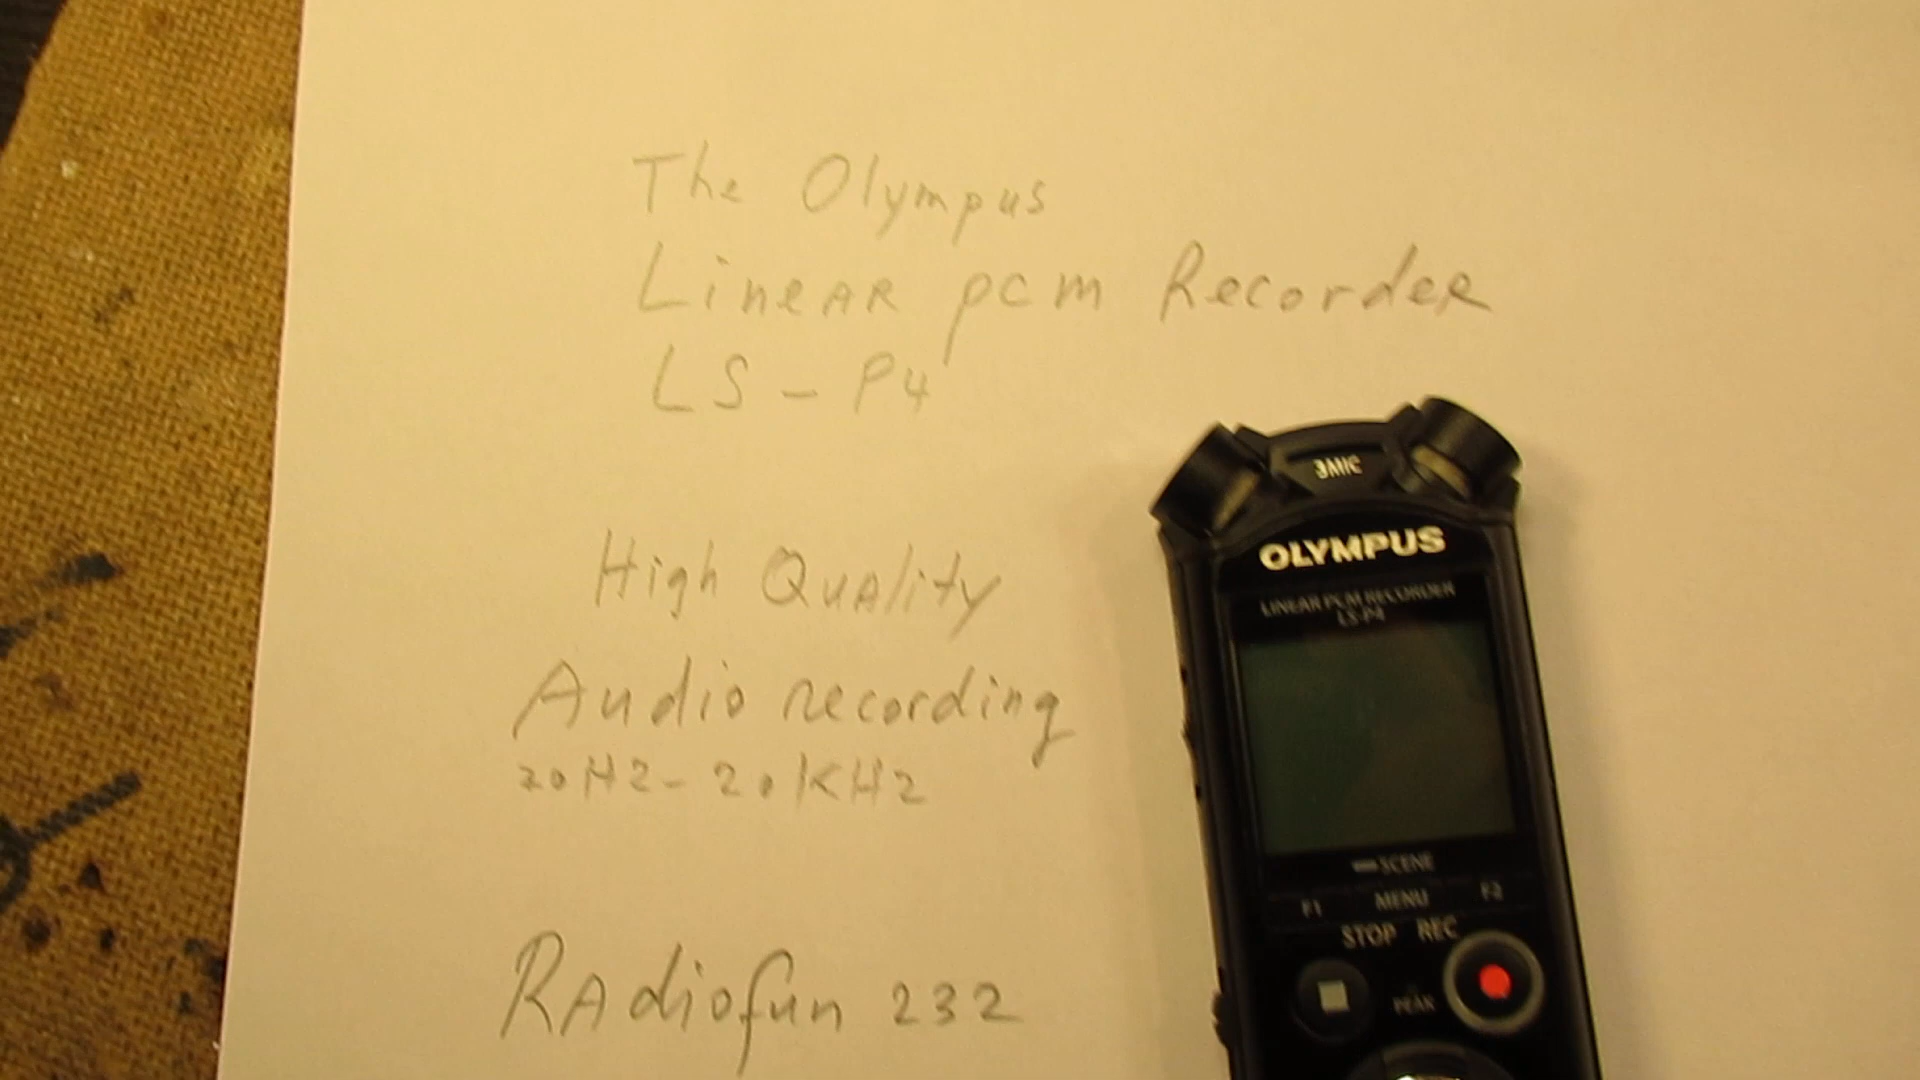 The Olympus
LineAR pcm Recorder
LS - P4
High Quality
Audio recording
20Hz - 20KHz
RAdiofun 232
3MIC
OLYMPUS
LINEAR PCM RECORDER
LS-P4
SCENE
F1 MENU F2
STOP REC
PEAK